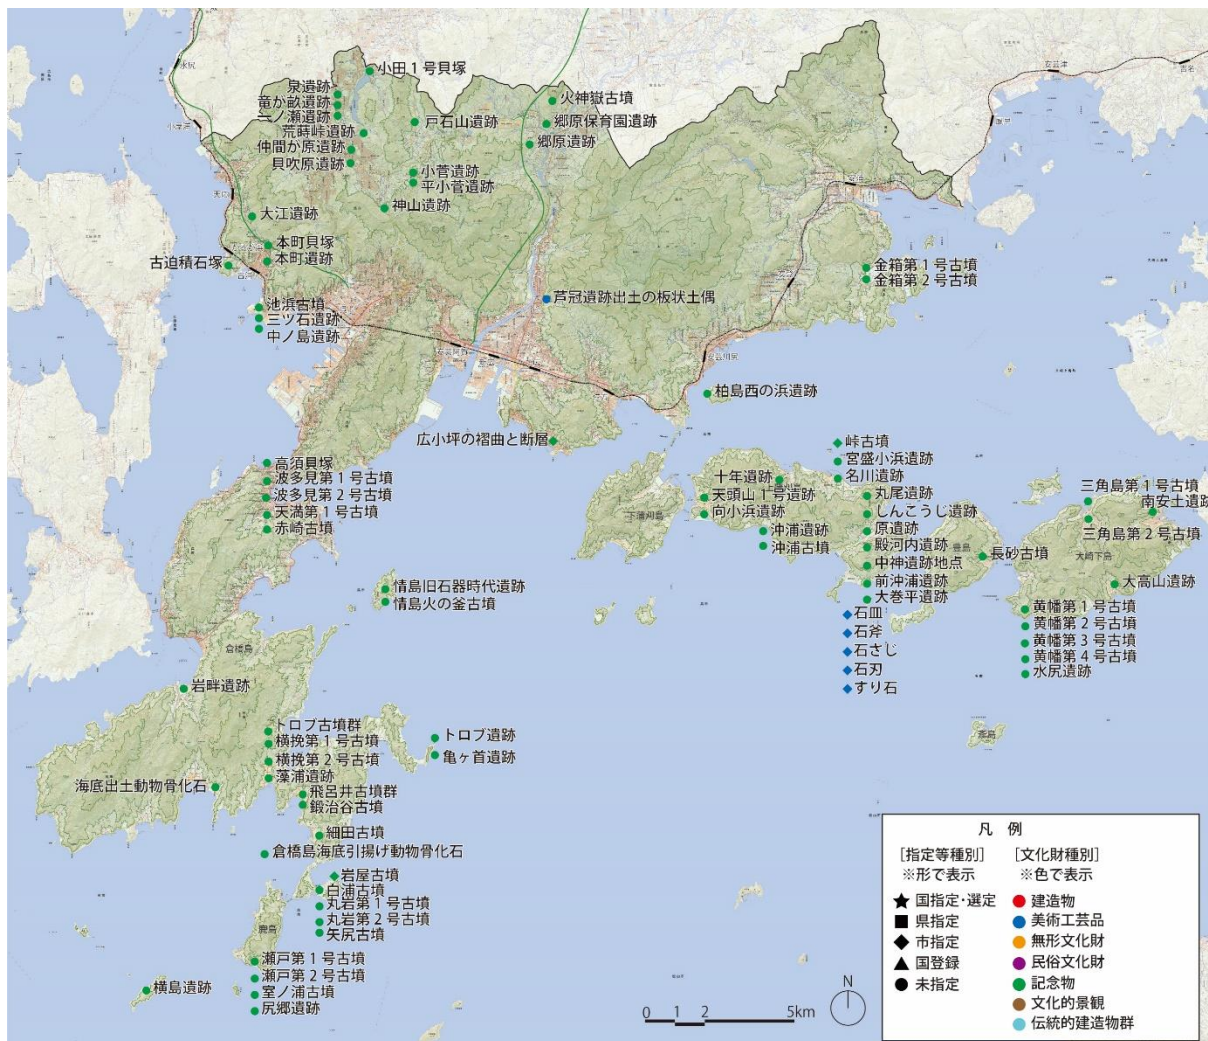 小田１号貝塚
泉遺跡
竜か畝遺跡
一ノ瀬遺跡
荒蒔峠遺跡
仲間か原遺跡
貝吹原遺跡
戸石山遺跡
火神嶽古墳
郷原保育園遺跡
郷原遺跡
小菅遺跡
平小菅遺跡
神山遺跡
大江遺跡
本町貝塚
本町遺跡
古迫積石塚
池浜古墳
三ツ石遺跡
中ノ島遺跡
金箱第１号古墳
金箱第２号古墳
芦冠遺跡出土の板状土偶
柏島西の浜遺跡
広小坪の褶曲と断層
高須貝塚
波多見第１号古墳
波多見第２号古墳
天満第１号古墳
赤崎古墳
峠古墳
宮盛小浜遺跡
名川遺跡
十年遺跡
天頭山１号遺跡
向小浜遺跡
沖浦遺跡
沖浦古墳
丸尾遺跡
しんこうじ遺跡
原遺跡
殿河内遺跡
中神遺跡地点
前沖浦遺跡
大巻平遺跡
石皿
石斧
石さじ
石刃
すり石
下蒲刈島
豊島
長砂古墳
三角島第１号古墳
南安土遺跡
三角島第２号古墳
大崎下島
大高山遺跡
黄幡第１号古墳
黄幡第２号古墳
黄幡第３号古墳
黄幡第４号古墳
水尻遺跡
情島旧石器時代遺跡
情島火の釜古墳
倉橋島
岩畔遺跡
トロブ古墳群
横挽第１号古墳
横挽第２号古墳
藻浦遺跡
海底出土動物骨化石
トロブ遺跡
亀ヶ首遺跡
飛呂井古墳群
鍛治谷古墳
細田古墳
倉橋島海底引揚げ動物骨化石
岩屋古墳
白浦古墳
丸岩第１号古墳
丸岩第２号古墳
矢尻古墳
鹿島
瀬戸第１号古墳
瀬戸第２号古墳
室ノ浦古墳
尻郷遺跡
横島遺跡
凡　例
［指定等種別］
※形で表示
国指定・選定
県指定
市指定
国登録
未指定
［文化財種別］
※色で表示
建造物
美術工芸品
無形文化財
民俗文化財
記念物
文化的景観
伝統的建造物群
N
0 1 2 5km